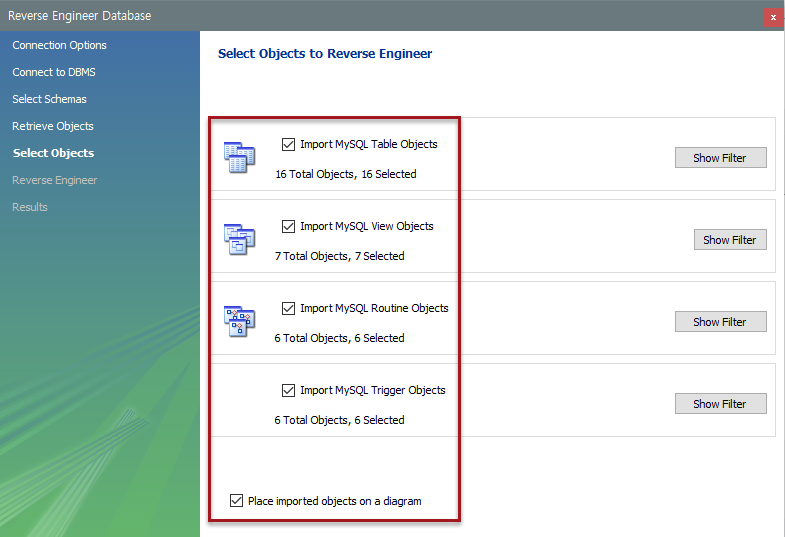 Reverse Engineer Database
x
Connection Options
Connect to DBMS
Select Schemas
Retrieve Objects
Select Objects
Reverse Engineer
Results
Select Objects to Reverse Engineer
Import MySQL Table Objects
16 Total Objects, 16 Selected
Show Filter
Import MySQL View Objects
7 Total Objects, 7 Selected
Show Filter
Import MySQL Routine Objects
6 Total Objects, 6 Selected
Show Filter
Import MySQL Trigger Objects
6 Total Objects, 6 Selected
Show Filter
Place imported objects on a diagram